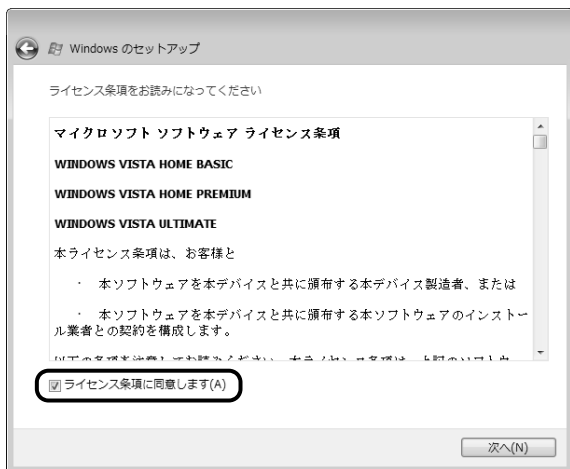 Windows のセットアップ
ライセンス条項をお読みになってください
マイクロソフト ソフトウェア ライセンス条項
WINDOWS VISTA HOME BASIC
WINDOWS VISTA HOME PREMIUM
WINDOWS VISTA ULTIMATE
本ライセンス条項は、お客様と
· 本ソフトウェアを本デバイスと共に頒布する本デバイス製造者、または
· 本ソフトウェアを本デバイスと共に頒布する本ソフトウェアのインストー
ル業者との契約を構成します。
ライセンス条項に同意します(A)
次へ(N)